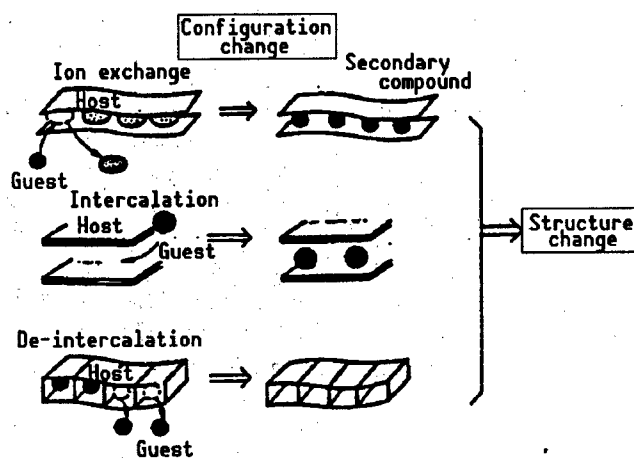 Configuration
change
Ion exchange
Host
Guest
Secondary
compound
Intercalation
Host
Guest
Structure
change
De-intercalation
Host
Guest